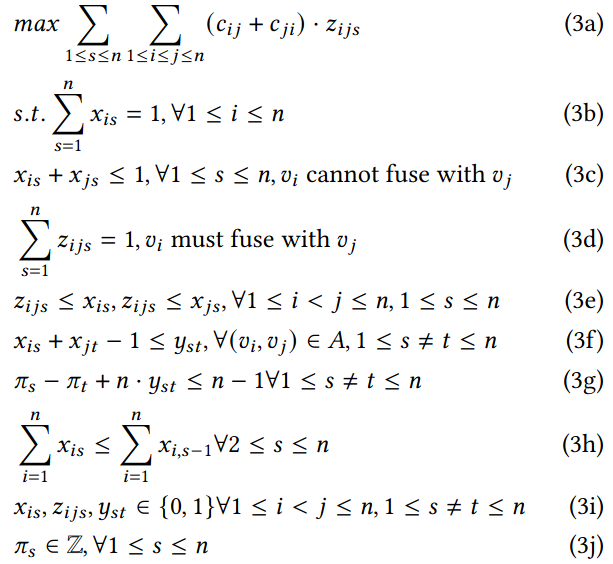 max ∑_{1≤s≤n} ∑_{1≤i≤j≤n} (c_{ij} + c_{ji}) · z_{ijs} (3a)
s.t. ∑_{s=1}^{n} x_{is} = 1, ∀1 ≤ i ≤ n (3b)
x_{is} + x_{js} ≤ 1, ∀1 ≤ s ≤ n, v_i cannot fuse with v_j (3c)
∑_{s=1}^{n} z_{ijs} = 1, v_i must fuse with v_j (3d)
z_{ijs} ≤ x_{is}, z_{ijs} ≤ x_{js}, ∀1 ≤ i < j ≤ n, 1 ≤ s ≤ n (3e)
x_{is} + x_{jt} − 1 ≤ y_{st}, ∀(v_i, v_j) ∈ A, 1 ≤ s ≠ t ≤ n (3f)
π_s − π_t + n · y_{st} ≤ n − 1∀1 ≤ s ≠ t ≤ n (3g)
∑_{i=1}^{n} x_{is} ≤ ∑_{i=1}^{n} x_{i,s−1}∀2 ≤ s ≤ n (3h)
x_{is}, z_{ijs}, y_{st} ∈ {0, 1}∀1 ≤ i < j ≤ n, 1 ≤ s ≠ t ≤ n (3i)
π_s ∈ ℤ, ∀1 ≤ s ≤ n (3j)